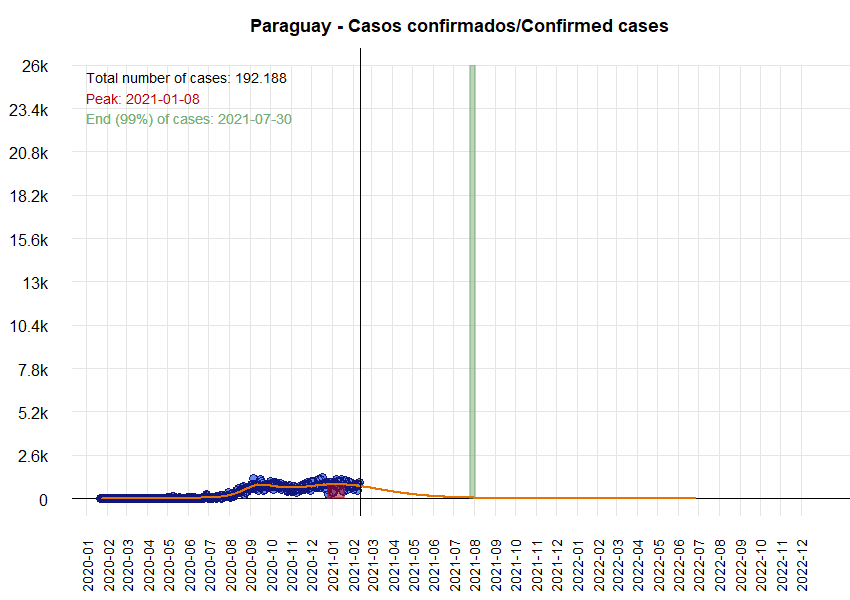 Paraguay - Casos confirmados/Confirmed cases
Total number of cases: 192.188
Peak: 2021-01-08
End (99%) of cases: 2021-07-30
26k
23.4k
20.8k
18.2k
15.6k
13k
10.4k
7.8k
5.2k
2.6k
0
2020-01
2020-02
2020-03
2020-04
2020-05
2020-06
2020-07
2020-08
2020-09
2020-10
2020-11
2020-12
2021-01
2021-02
2021-03
2021-04
2021-05
2021-06
2021-07
2021-08
2021-09
2021-10
2021-11
2021-12
2022-01
2022-02
2022-03
2022-04
2022-05
2022-06
2022-07
2022-08
2022-09
2022-10
2022-11
2022-12